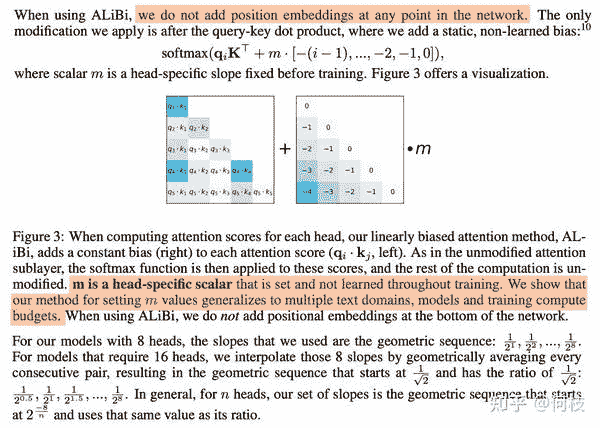 When using ALiBi, we do not add position embeddings at any point in the network. The only
modification we apply is after the query-key dot product, where we add a static, non-learned bias:¹⁰
softmax(qᵢK⊤ + m · [−(i − 1), ..., −2, −1, 0]),
where scalar m is a head-specific slope fixed before training. Figure 3 offers a visualization.
q₁ · k₁
q₂ · k₁ q₂ · k₂
q₃ · k₁ q₃ · k₂ q₃ · k₃
q₄ · k₁ q₄ · k₂ q₄ · k₃ q₄ · k₄
q₅ · k₁ q₅ · k₂ q₅ · k₃ q₅ · k₄ q₅ · k₅
+
0
−1 0
−2 −1 0
−3 −2 −1 0
−4 −3 −2 −1 0
• m
Figure 3: When computing attention scores for each head, our linearly biased attention method, AL-
iBi, adds a constant bias (right) to each attention score (qᵢ · kⱼ, left). As in the unmodified attention
sublayer, the softmax function is then applied to these scores, and the rest of the computation is un-
modified. m is a head-specific scalar that is set and not learned throughout training. We show that
our method for setting m values generalizes to multiple text domains, models and training compute
budgets. When using ALiBi, we do not add positional embeddings at the bottom of the network.
For our models with 8 heads, the slopes that we used are the geometric sequence: 1/2¹, 1/2², ..., 1/2⁸.
For models that require 16 heads, we interpolate those 8 slopes by geometrically averaging every
consecutive pair, resulting in the geometric sequence that starts at 1/√2 and has the ratio of 1/√2:
1/2^0.5, 1/2¹, 1/2^1.5, ..., 1/2⁸. In general, for n heads, our set of slopes is the geometric sequence that starts
at 2^(−8/n) and uses that same value as its ratio.
知乎 @何枝